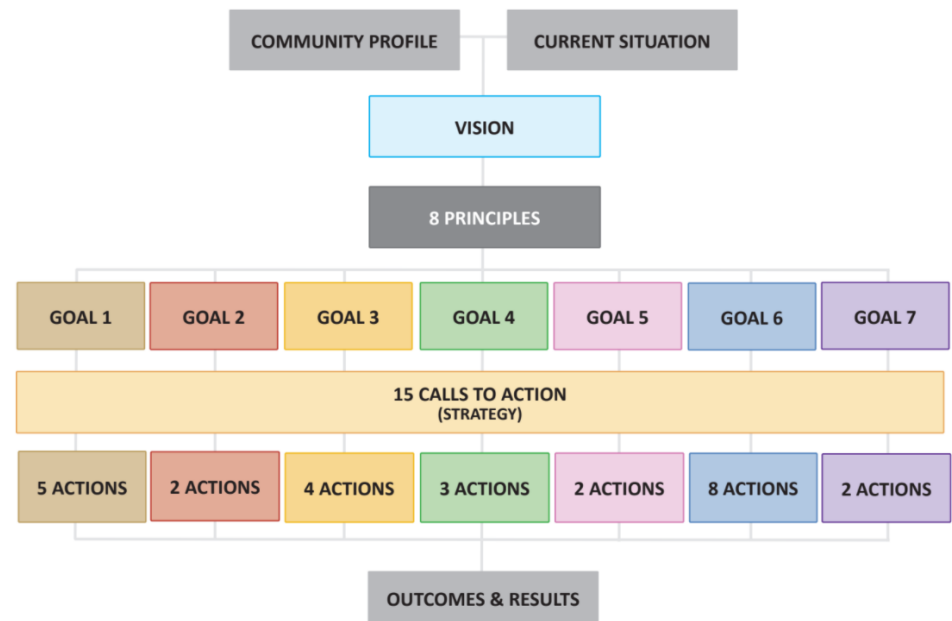 COMMUNITY PROFILE
CURRENT SITUATION
VISION
8 PRINCIPLES
GOAL 1
GOAL 2
GOAL 3
GOAL 4
GOAL 5
GOAL 6
GOAL 7
15 CALLS TO ACTION
(STRATEGY)
5 ACTIONS
2 ACTIONS
4 ACTIONS
3 ACTIONS
2 ACTIONS
8 ACTIONS
2 ACTIONS
OUTCOMES & RESULTS